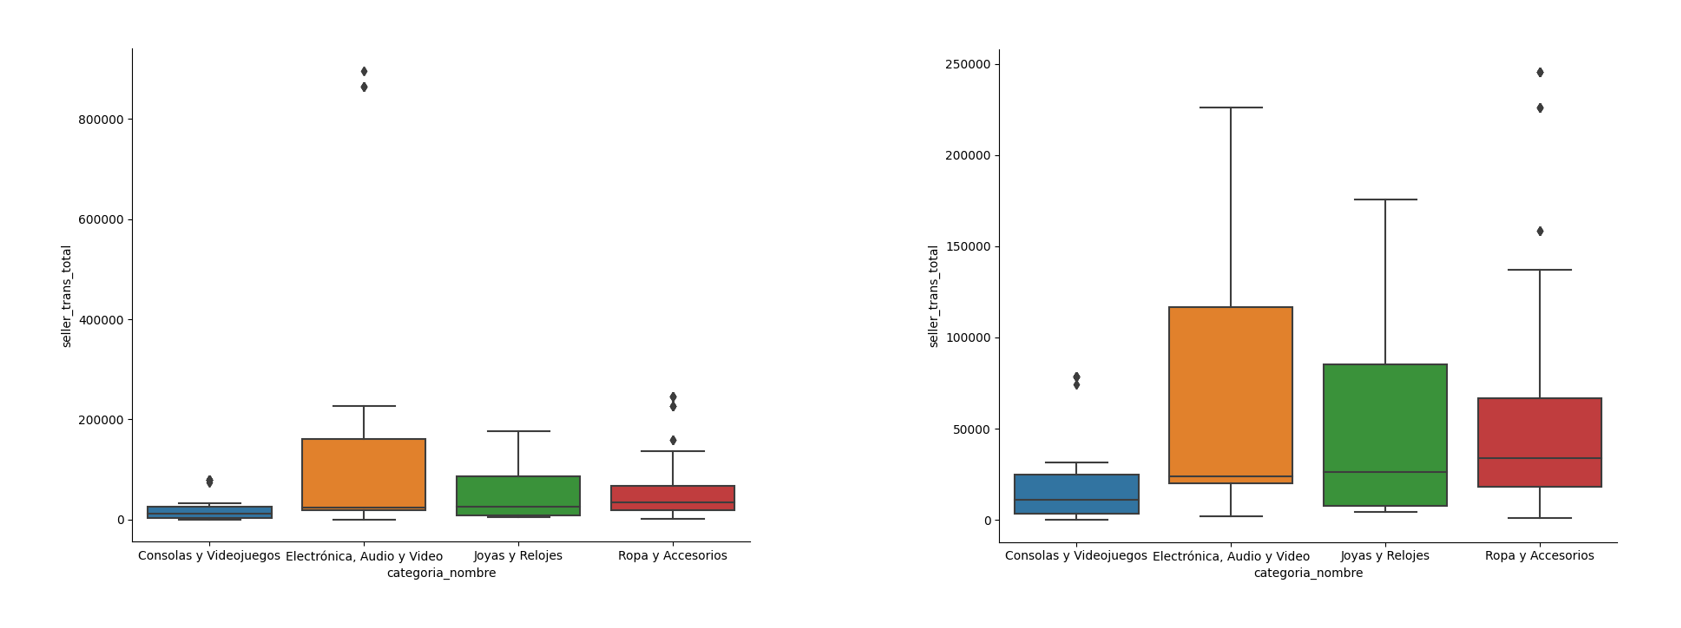 800000
600000
400000
200000
0
seller_trans_total
Consolas y Videojuegos
Electrónica, Audio y Video
Joyas y Relojes
Ropa y Accesorios
categoria_nombre
250000
200000
150000
100000
50000
0
seller_trans_total
Consolas y Videojuegos
Electrónica, Audio y Video
Joyas y Relojes
Ropa y Accesorios
categoria_nombre